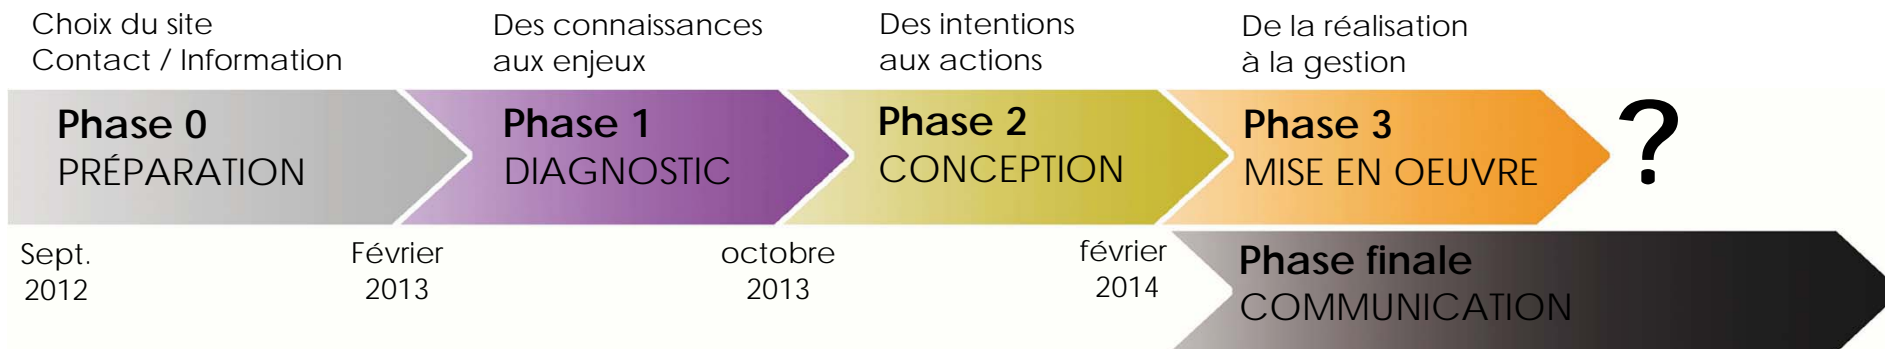 Choix du site
Contact / Information
Des connaissances
aux enjeux
Des intentions
aux actions
De la réalisation
à la gestion
Phase 0
PRÉPARATION
Phase 1
DIAGNOSTIC
Phase 2
CONCEPTION
Phase 3
MISE EN OEUVRE
?
Sept.
2012
Février
2013
octobre
2013
février
2014
Phase finale
COMMUNICATION